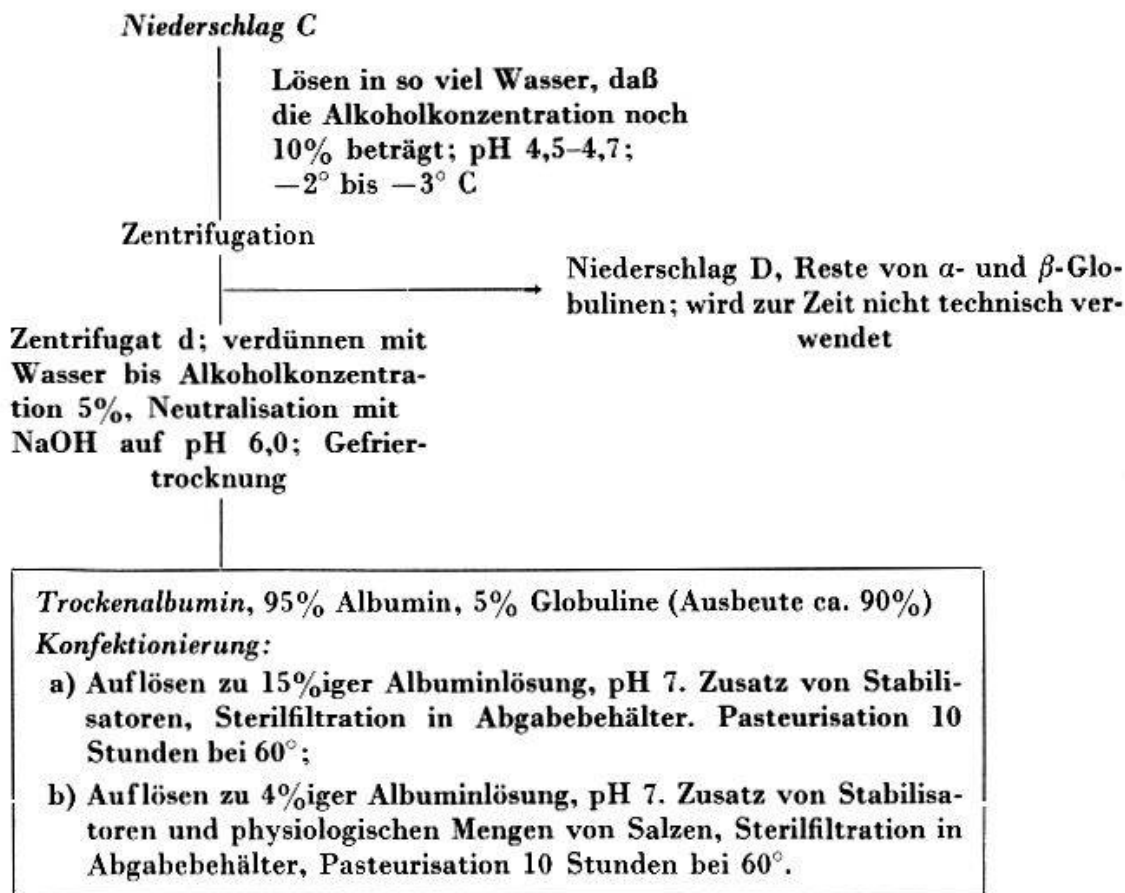 Niederschlag C
Lösen in so viel Wasser, daß
die Alkoholkonzentration noch
10% beträgt; pH 4,5–4,7;
—2° bis —3° C
Zentrifugation
Niederschlag D, Reste von α- und β-Glo-
bulinen; wird zur Zeit nicht technisch ver-
wendet
Zentrifugat d; verdünnen mit
Wasser bis Alkoholkonzentra-
tion 5%, Neutralisation mit
NaOH auf pH 6,0; Gefrier-
trocknung
Trockenalbumin, 95% Albumin, 5% Globuline (Ausbeute ca. 90%)
Konfektionierung:
a) Auflösen zu 15%iger Albuminlösung, pH 7. Zusatz von Stabili-
satoren, Sterilfiltration in Abgabebehälter. Pasteurisation 10
Stunden bei 60°;
b) Auflösen zu 4%iger Albuminlösung, pH 7. Zusatz von Stabilisa-
toren und physiologischen Mengen von Salzen, Sterilfiltration in
Abgabebehälter, Pasteurisation 10 Stunden bei 60°.